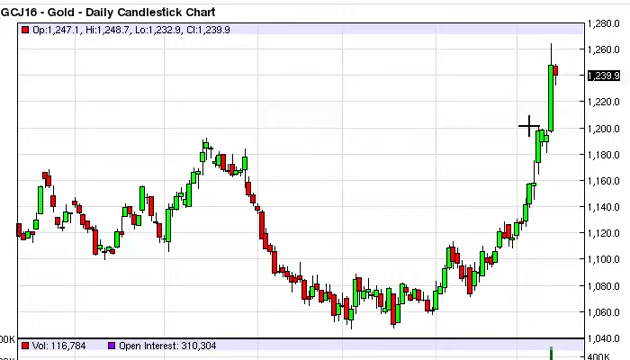 GCJ16 - Gold - Daily Candlestick Chart
Op:1,247.1, Hi:1,248.7, Lo:1,232.9, Cl:1,239.9
1,280.0
1,260.0
1,239.9
1,220.0
1,200.0
1,180.0
1,160.0
1,140.0
1,120.0
1,100.0
1,080.0
1,060.0
1,040.0
00K
Vol: 116,784 Open Interest: 310,304
400K